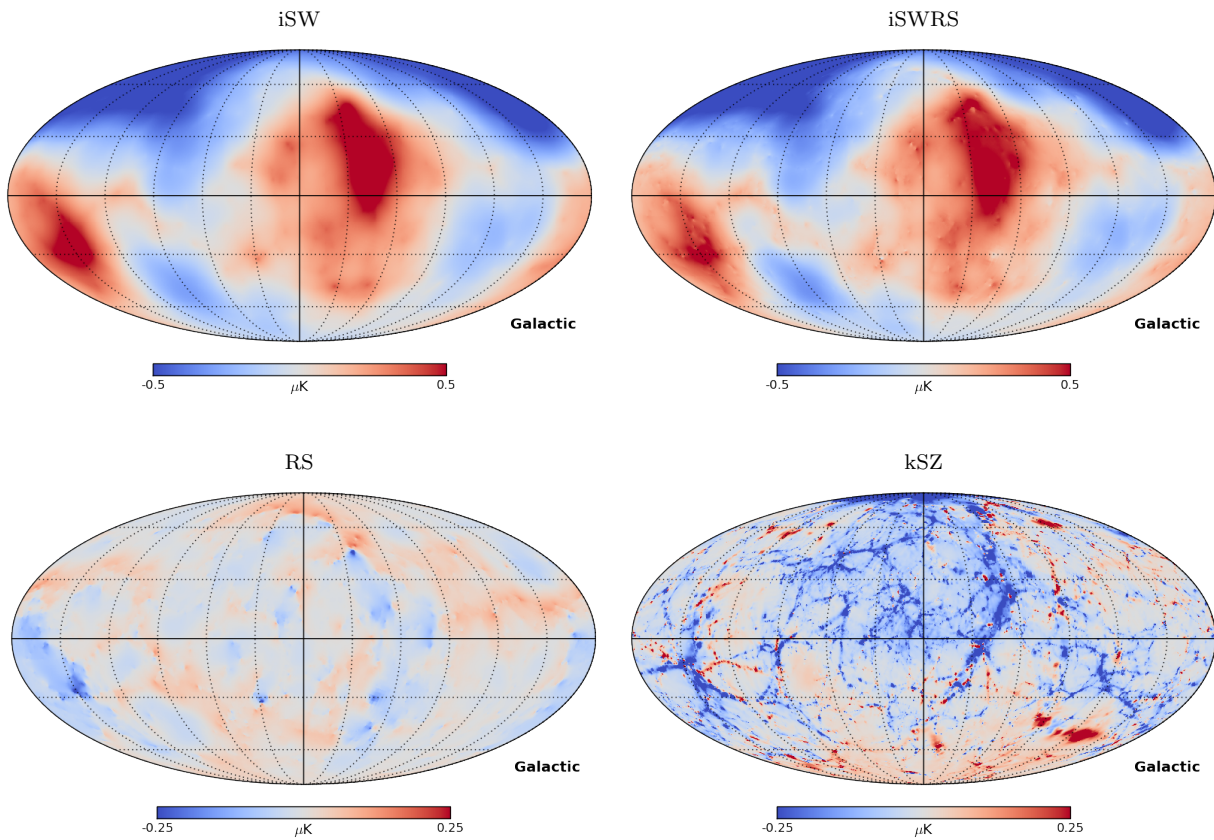 iSW
iSWRS
Galactic
Galactic
-0.5 μK 0.5
-0.5 μK 0.5
RS
kSZ
Galactic
Galactic
-0.25 μK 0.25
-0.25 μK 0.25